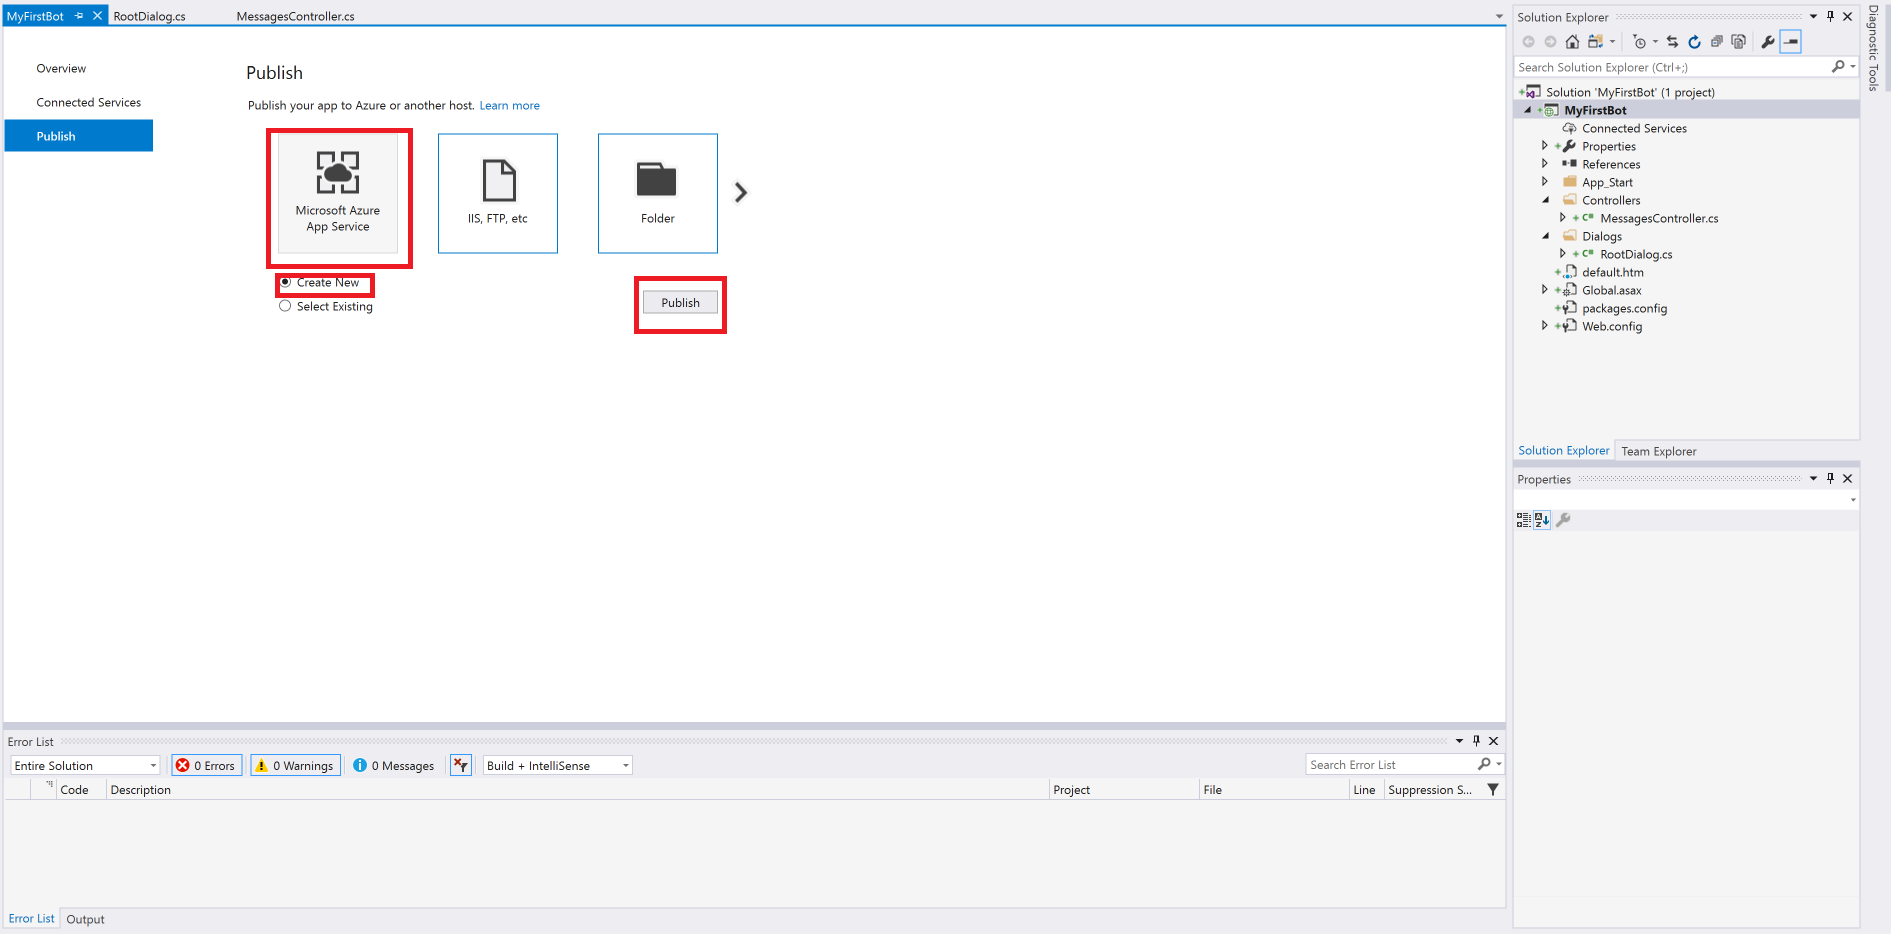 MyFirstBot
RootDialog.cs
MessagesController.cs
Overview
Connected Services
Publish
Publish
Publish your app to Azure or another host. Learn more
Microsoft Azure
App Service
IIS, FTP, etc
Folder
Create New
Select Existing
Publish
Error List
Entire Solution
0 Errors
0 Warnings
0 Messages
Build + IntelliSense
Search Error List
Code
Description
Project
File
Line
Suppression S...
Error List
Output
Solution Explorer
Search Solution Explorer (Ctrl+;)
Solution 'MyFirstBot' (1 project)
MyFirstBot
Connected Services
Properties
References
App_Start
Controllers
MessagesController.cs
Dialogs
RootDialog.cs
default.htm
Global.asax
packages.config
Web.config
Solution Explorer
Team Explorer
Properties
Diagnostic Tools